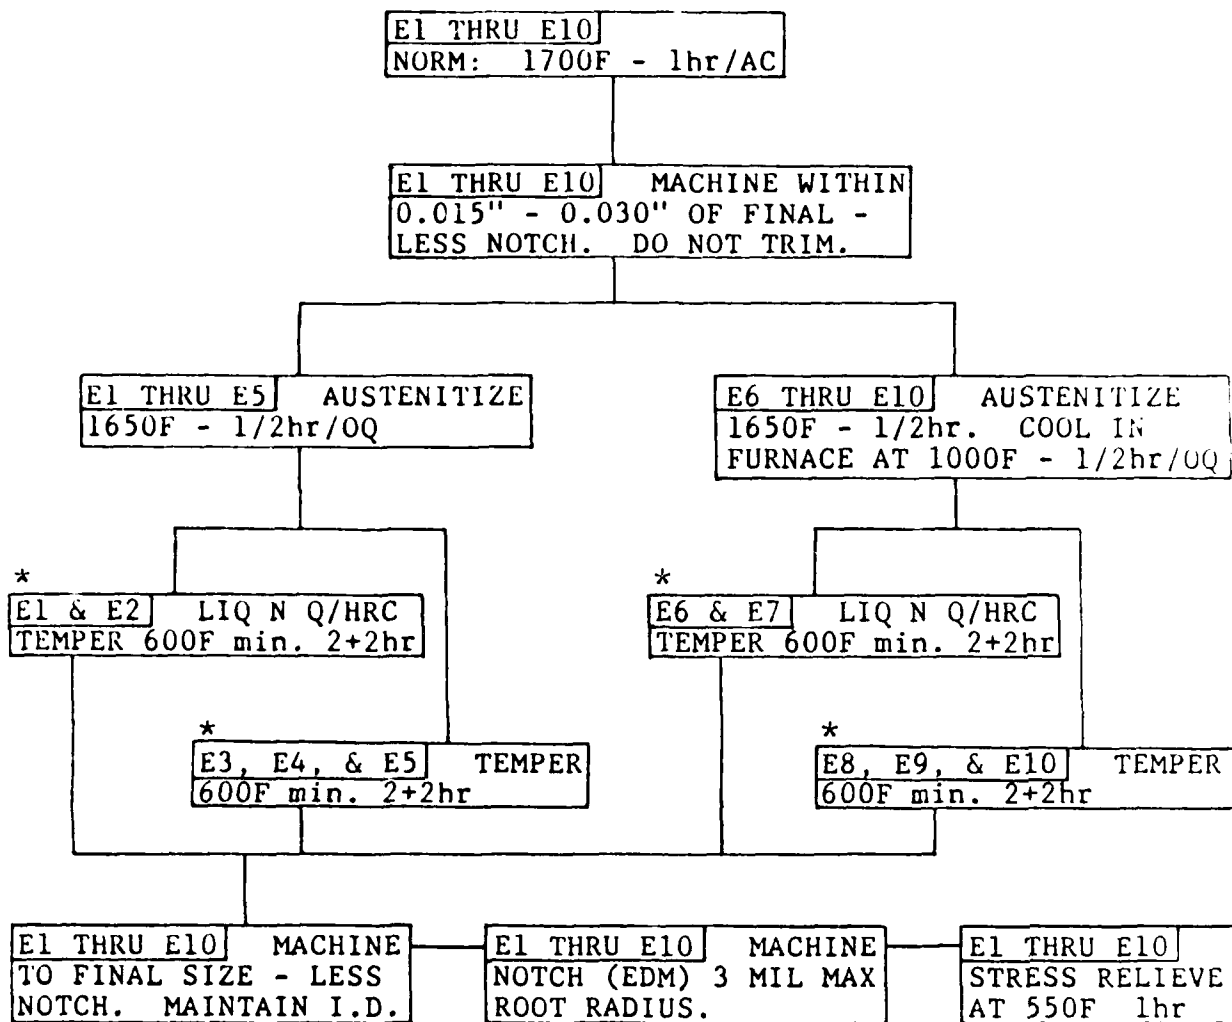 E1 THRU E10
NORM: 1700F - 1hr/AC
E1 THRU E10 MACHINE WITHIN
0.015" - 0.030" OF FINAL -
LESS NOTCH. DO NOT TRIM.
E1 THRU E5 AUSTENITIZE
1650F - 1/2hr/OQ
E6 THRU E10 AUSTENITIZE
1650F - 1/2hr. COOL IN
FURNACE AT 1000F - 1/2hr/OQ
*
E1 & E2 LIQ N Q/HRC
TEMPER 600F min. 2+2hr
*
E6 & E7 LIQ N Q/HRC
TEMPER 600F min. 2+2hr
*
E3, E4, & E5 TEMPER
600F min. 2+2hr
*
E8, E9, & E10 TEMPER
600F min. 2+2hr
E1 THRU E10 MACHINE
TO FINAL SIZE - LESS
NOTCH. MAINTAIN I.D.
E1 THRU E10 MACHINE
NOTCH (EDM) 3 MIL MAX
ROOT RADIUS.
E1 THRU E10
STRESS RELIEVE
AT 550F 1hr